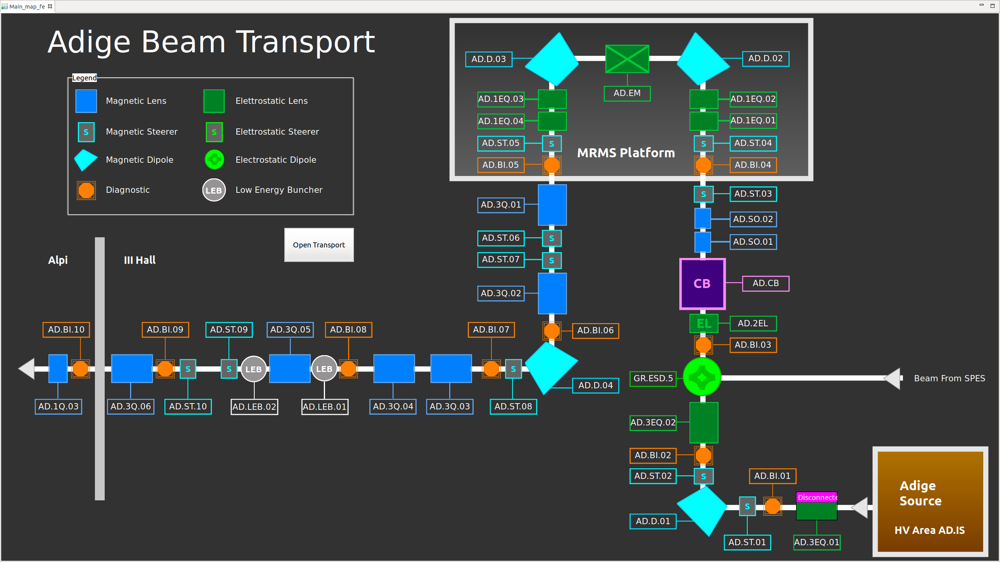 Main_map_fe
Adige Beam Transport
Legend
Magnetic Lens
Elettrostatic Lens
S
Magnetic Steerer
S
Elettrostatic Steerer
Magnetic Dipole
Electrostatic Dipole
Diagnostic
LEB
Low Energy Buncher
Open Transport
Alpi
III Hall
AD.D.03
AD.D.02
AD.EM
AD.1EQ.03
AD.1EQ.02
AD.1EQ.04
AD.1EQ.01
AD.ST.05
S
S
AD.ST.04
MRMS Platform
AD.BI.05
AD.BI.04
S
AD.ST.03
AD.3Q.01
AD.SO.02
AD.ST.06
S
AD.SO.01
AD.ST.07
S
AD.3Q.02
CB
AD.CB
EL
AD.2EL
AD.BI.06
AD.BI.03
AD.BI.10
AD.BI.09
AD.ST.09
AD.3Q.05
AD.BI.08
AD.BI.07
S
S
LEB
LEB
S
AD.D.04
GR.ESD.5
Beam From SPES
AD.1Q.03
AD.3Q.06
AD.ST.10
AD.LEB.02
AD.LEB.01
AD.3Q.04
AD.3Q.03
AD.ST.08
AD.3EQ.02
AD.BI.02
AD.ST.02
S
AD.BI.01
Adige
Source
Disconnecte
S
AD.D.01
HV Area AD.IS
AD.ST.01
AD.3EQ.01